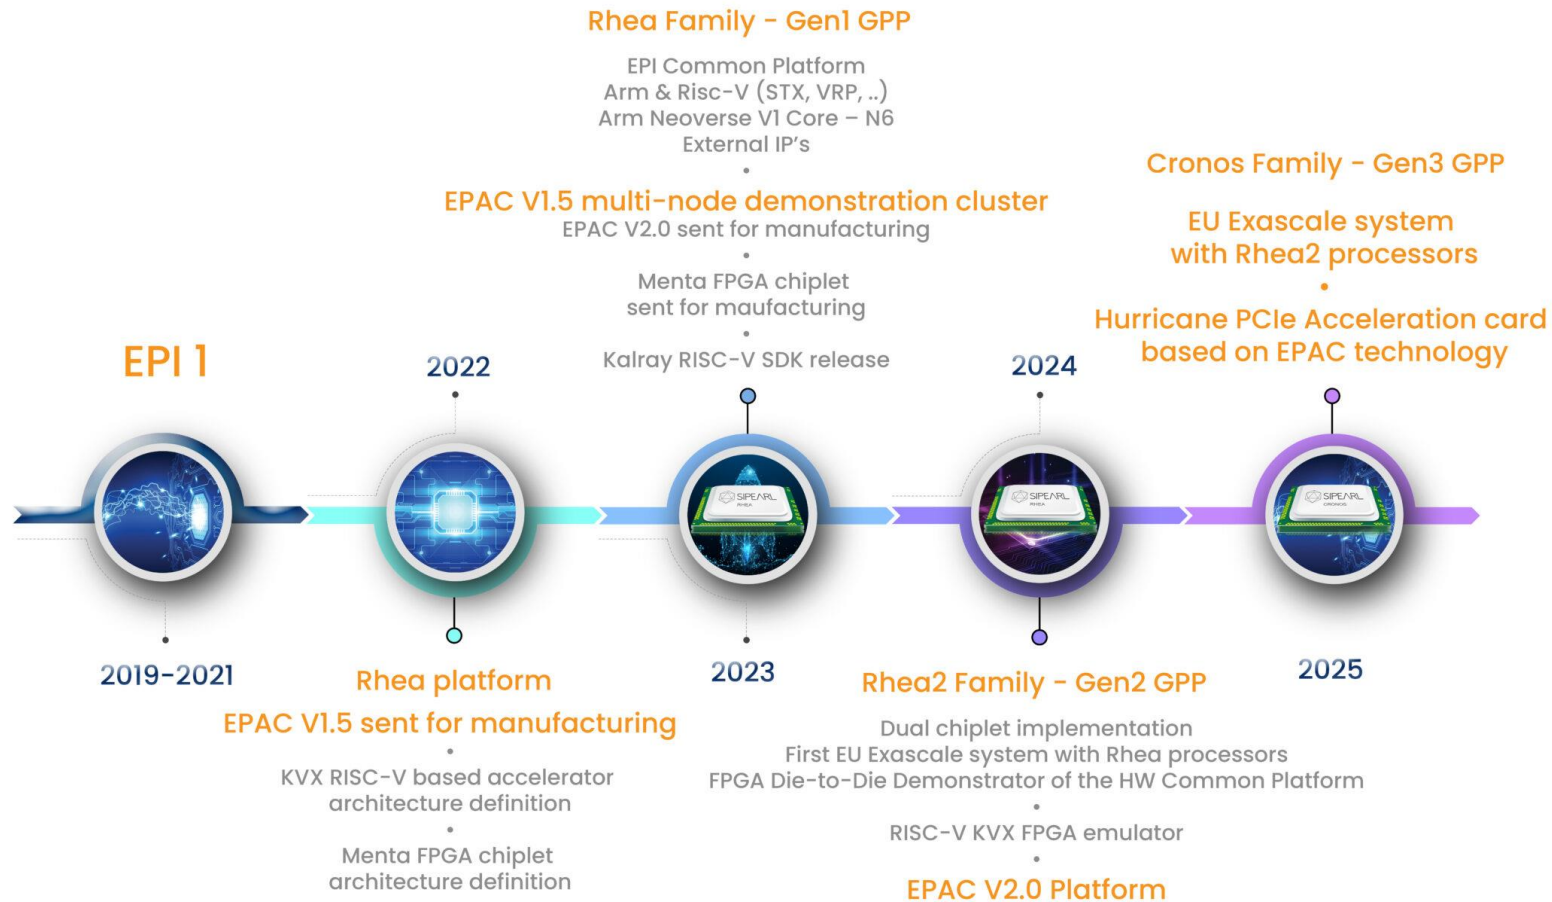 EPI 1
2019-2021
2022
Rhea platform
EPAC V1.5 sent for manufacturing
KVX RISC-V based accelerator
architecture definition
Menta FPGA chiplet
architecture definition
Rhea Family - Gen1 GPP
EPI Common Platform
Arm & Risc-V (STX, VRP, ..)
Arm Neoverse V1 Core – N6
External IP's
EPAC V1.5 multi-node demonstration cluster
EPAC V2.0 sent for manufacturing
Menta FPGA chiplet
sent for maufacturing
Kalray RISC-V SDK release
SIPEARL
RHEA
2023
2024
SIPEARL
RHEA
Rhea2 Family - Gen2 GPP
Dual chiplet implementation
First EU Exascale system with Rhea processors
FPGA Die-to-Die Demonstrator of the HW Common Platform
RISC-V KVX FPGA emulator
EPAC V2.0 Platform
Cronos Family - Gen3 GPP
EU Exascale system
with Rhea2 processors
Hurricane PCIe Acceleration card
based on EPAC technology
SIPEARL
CRONOS
2025